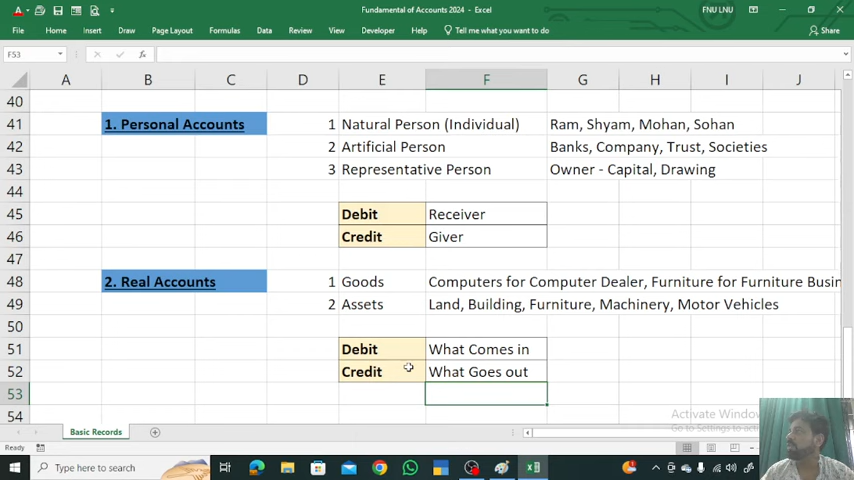 Fundamental of Accounts 2024 - Excel
FNU LNU
File Home Insert Draw Page Layout Formulas Data Review View Developer Help Tell me what you want to do Share
F53 fx
A B C D E F G H I J
40
41 1. Personal Accounts 1 Natural Person (Individual) Ram, Shyam, Mohan, Sohan
42 2 Artificial Person Banks, Company, Trust, Societies
43 3 Representative Person Owner - Capital, Drawing
44
45 Debit Receiver
46 Credit Giver
47
48 2. Real Accounts 1 Goods Computers for Computer Dealer, Furniture for Furniture Busin
49 2 Assets Land, Building, Furniture, Machinery, Motor Vehicles
50
51 Debit What Comes in
52 Credit What Goes out
53
54
Activate Window
Go to Settings to
Basic Records
Ready
Type here to search